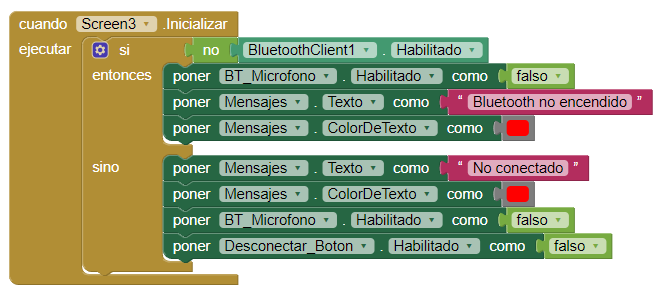 cuando Screen3 .Inicializar
ejecutar si no BluetoothClient1 . Habilitado
entonces poner BT_Microfono . Habilitado como falso
poner Mensajes . Texto como “ Bluetooth no encendido ”
poner Mensajes . ColorDeTexto como
sino poner Mensajes . Texto como “ No conectado ”
poner Mensajes . ColorDeTexto como
poner BT_Microfono . Habilitado como falso
poner Desconectar_Boton . Habilitado como falso